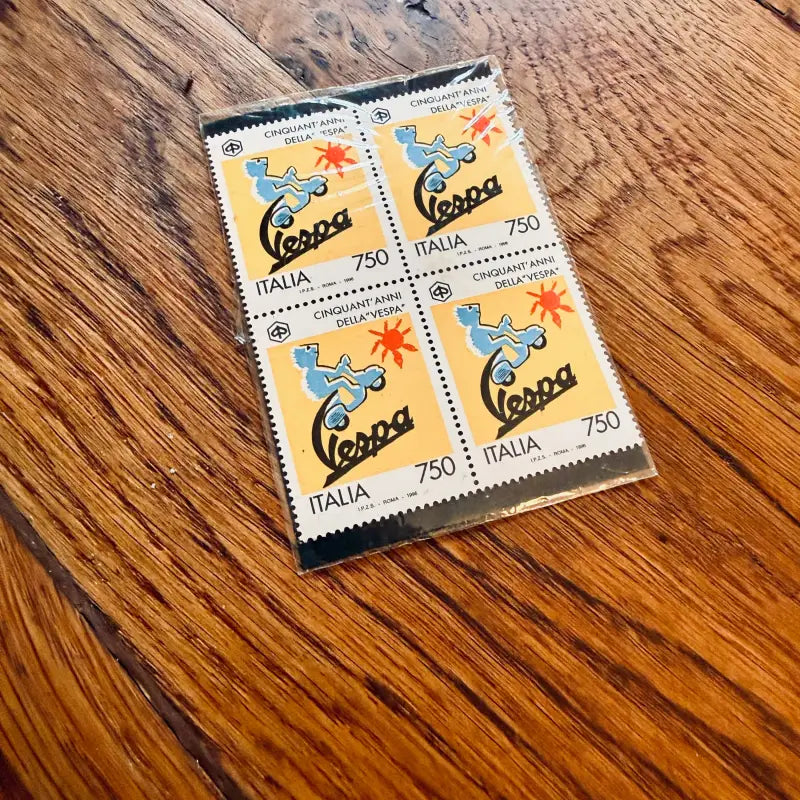 CINQUANT'ANNI
DELLA "VESPA"
Vespa
ITALIA 750
I.P.Z.S. - ROMA - 1996
CINQUANT'ANNI
DELLA "VESPA"
Vespa
ITALIA 750
I.P.Z.S. - ROMA - 1996
CINQUANT'ANNI
DELLA "VESPA"
Vespa
ITALIA 750
I.P.Z.S. - ROMA - 1996
CINQUANT'ANNI
DELLA "VESPA"
Vespa
ITALIA 750
I.P.Z.S. - ROMA - 1996